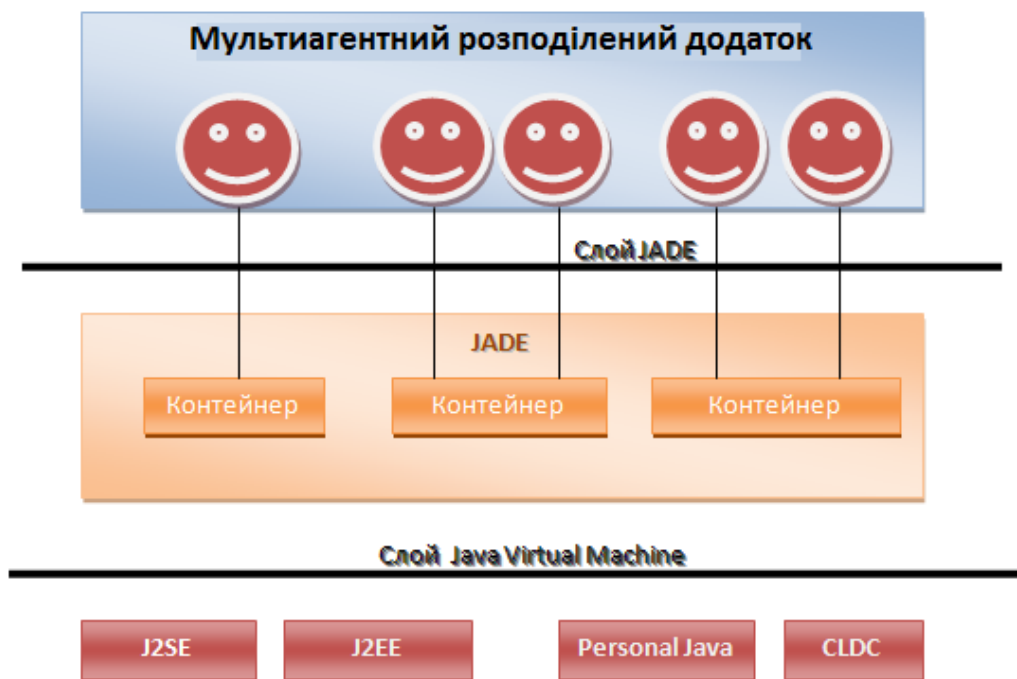 Мультиагентний розподілений додаток
Слой JADE
JADE
Контейнер Контейнер Контейнер
Слой Java Virtual Machine
J2SE J2EE Personal Java CLDC